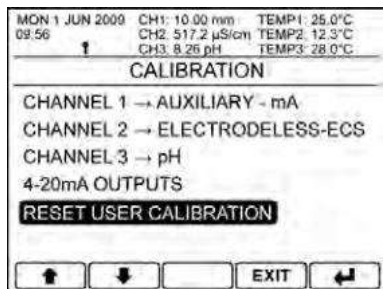 MON 1 JUN 2009 CH1: 10.00 mm TEMP1: 25.0°C
09:56 CH2: 517.2 µS/cm TEMP2: 12.3°C
CH3: 8.26 pH TEMP3: 28.0°C
CALIBRATION
CHANNEL 1 → AUXILIARY - mA
CHANNEL 2 → ELECTRODELESS-ECS
CHANNEL 3 → pH
4-20mA OUTPUTS
RESET USER CALIBRATION
EXIT